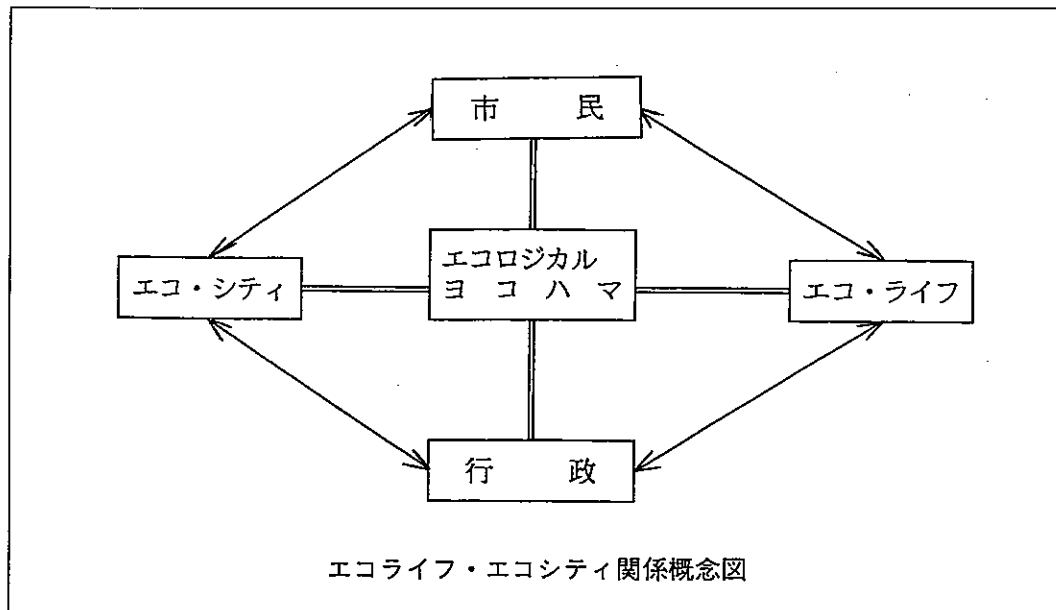 市　　民
エコロジカル
ヨ　コ　ハ　マ
エコ・シティ
エコ・ライフ
行　　政
エコライフ・エコシティ関係概念図